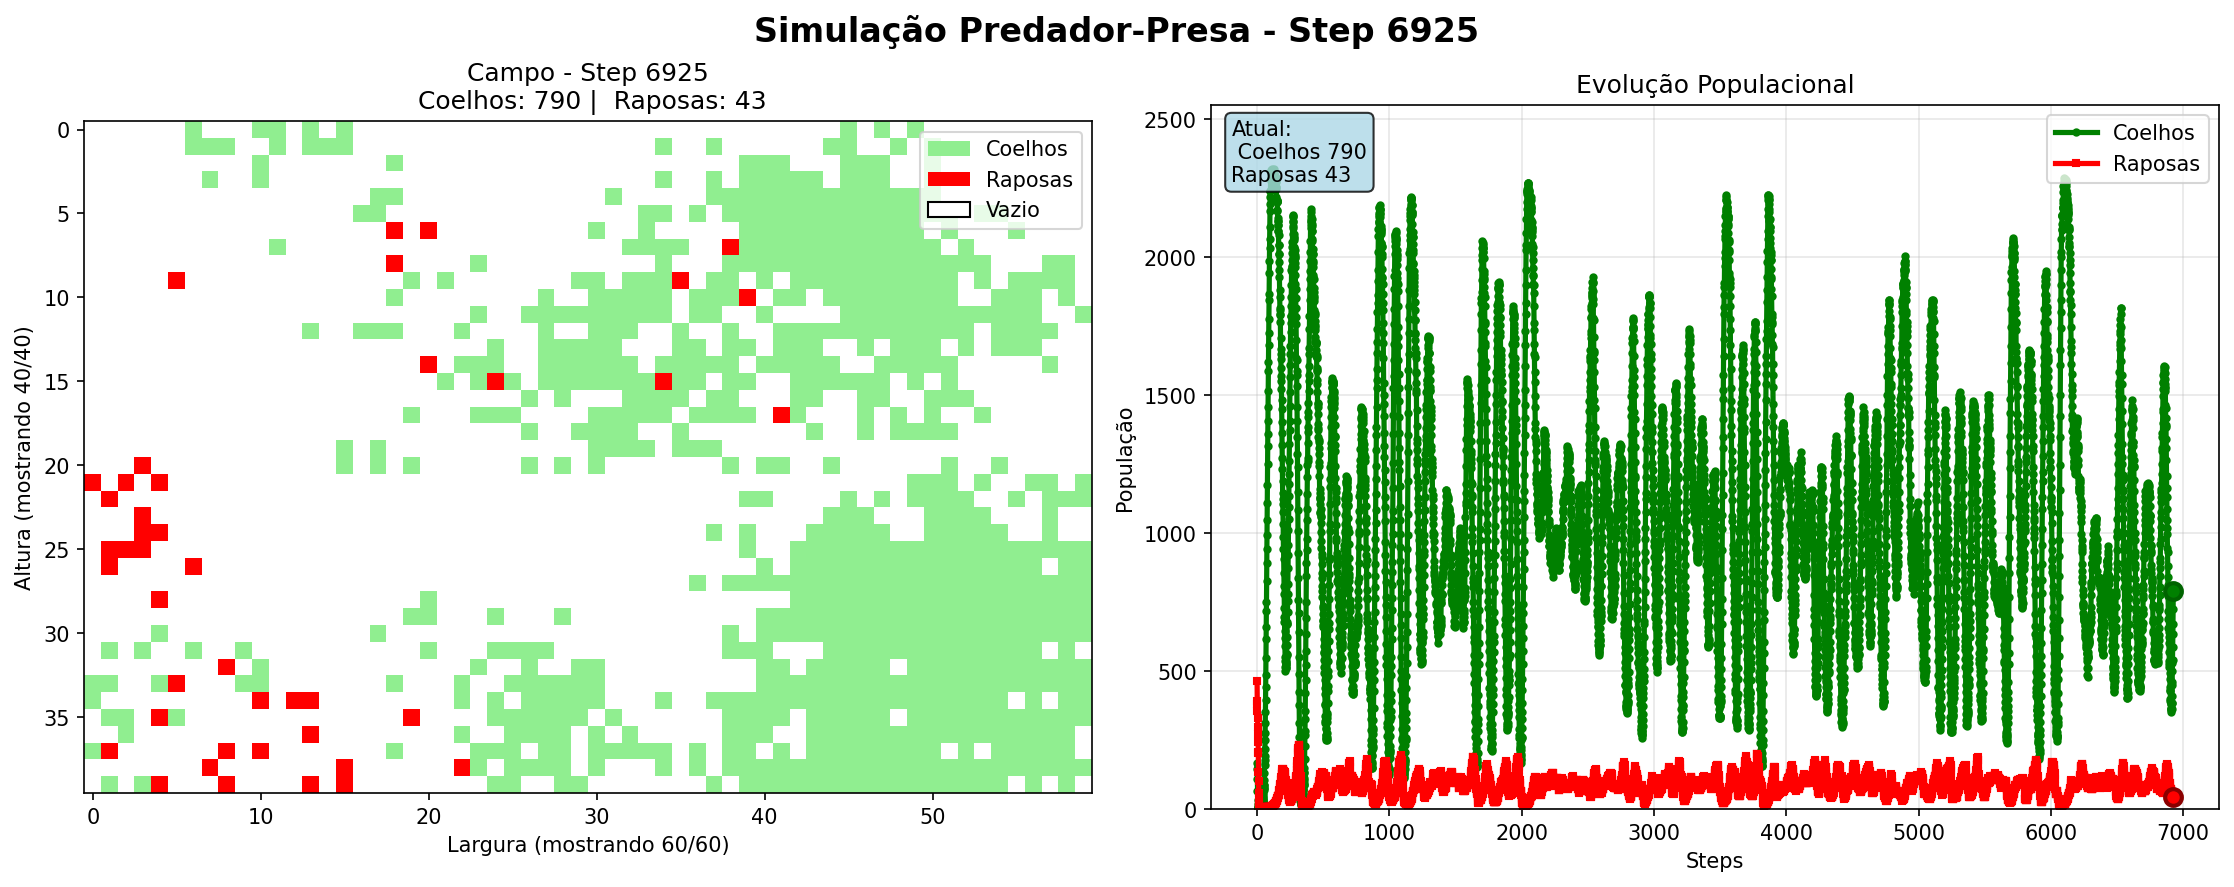 Simulação Predador-Presa - Step 6925
Campo - Step 6925
Coelhos: 790 |  Raposas: 43
Coelhos
Raposas
Vazio
0
5
10
15
20
25
30
35
Altura (mostrando 40/40)
0
10
20
30
40
50
Largura (mostrando 60/60)
Evolução Populacional
Atual:
Coelhos 790
Raposas 43
Coelhos
Raposas
2500
2000
1500
1000
500
0
População
0
1000
2000
3000
4000
5000
6000
7000
Steps